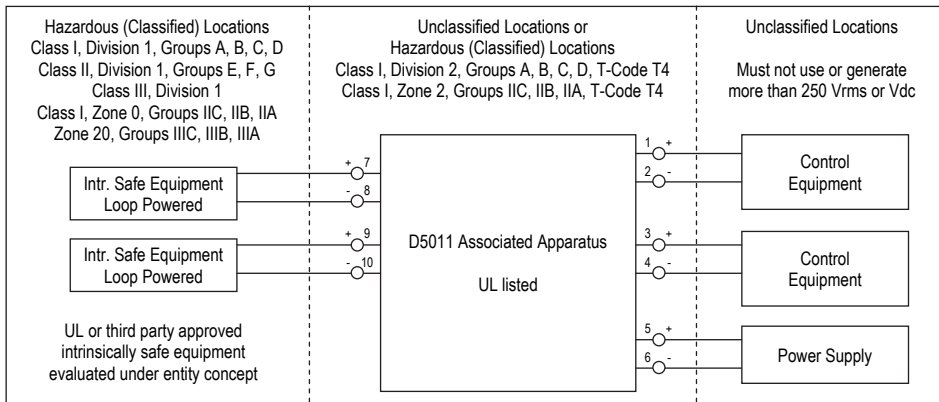 Hazardous (Classified) Locations
Class I, Division 1, Groups A, B, C, D
Class II, Division 1, Groups E, F, G
Class III, Division 1
Class I, Zone 0, Groups IIC, IIB, IIA
Zone 20, Groups IIIC, IIIB, IIIA
Unclassified Locations or
Hazardous (Classified) Locations
Class I, Division 2, Groups A, B, C, D, T-Code T4
Class I, Zone 2, Groups IIC, IIB, IIA, T-Code T4
Unclassified Locations
Must not use or generate
more than 250 Vrms or Vdc
Intr. Safe Equipment
Loop Powered
+ 7
- 8
Intr. Safe Equipment
Loop Powered
+ 9
- 10
UL or third party approved
intrinsically safe equipment
evaluated under entity concept
D5011 Associated Apparatus
UL listed
1 +
2 -
Control
Equipment
3 +
4 -
Control
Equipment
5 +
6 -
Power Supply